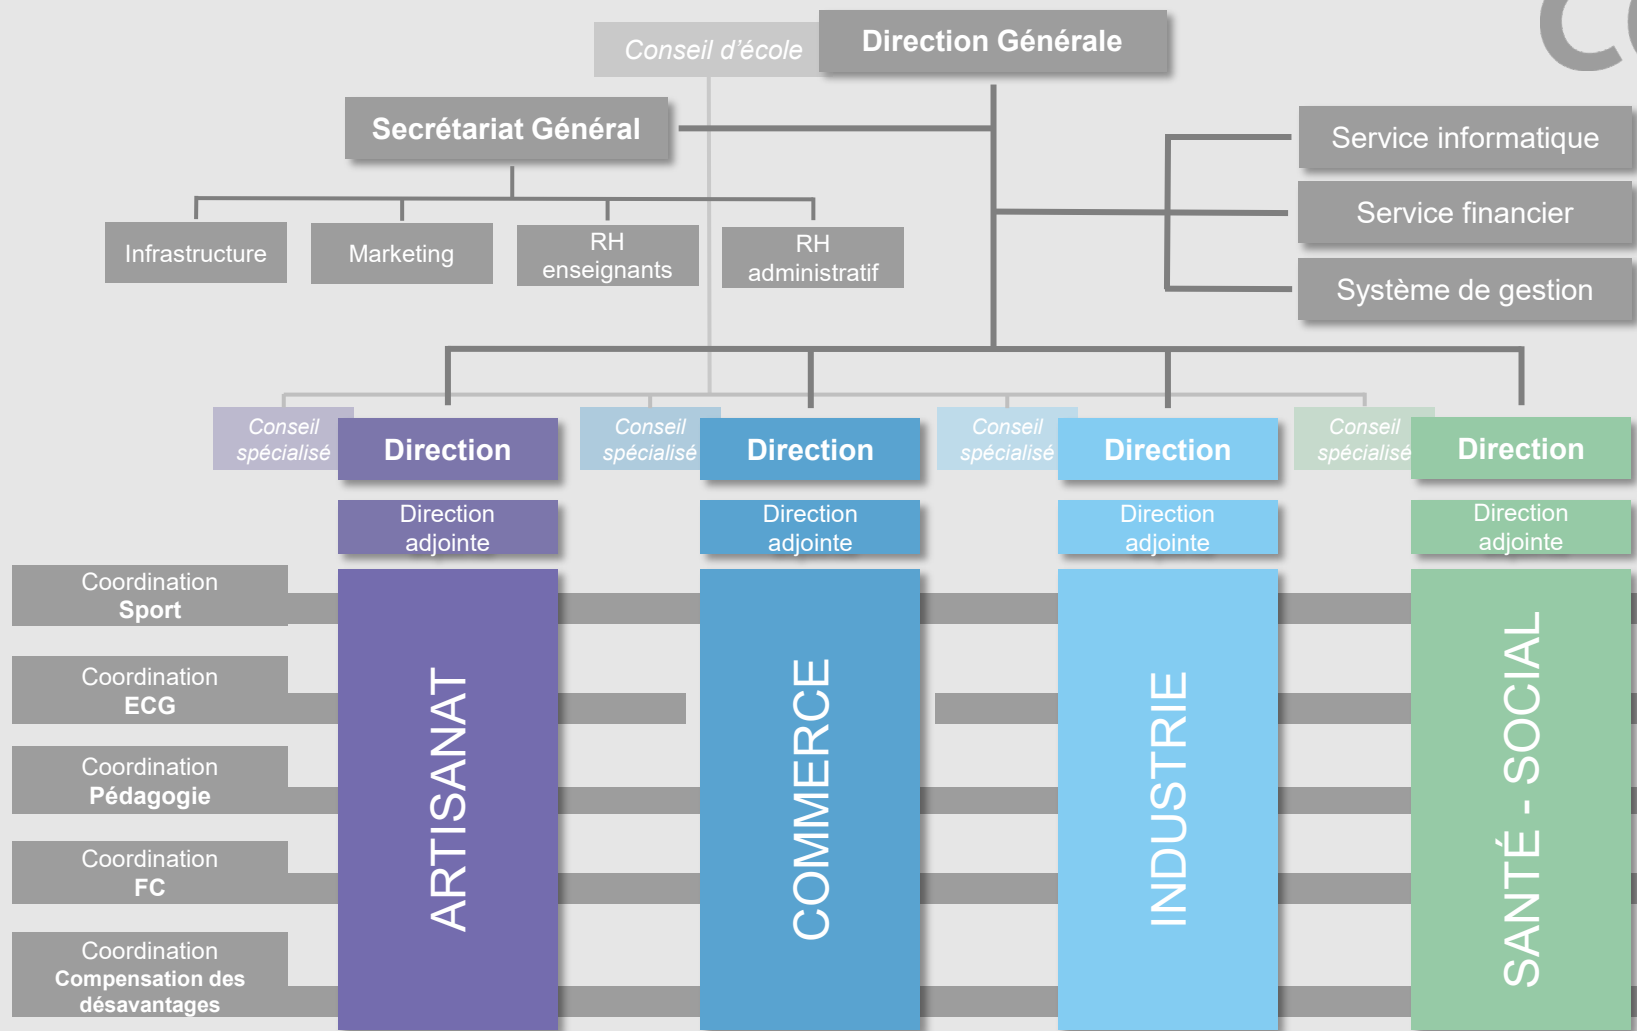 CO
Conseil d'école
Direction Générale
Secrétariat Général
Service informatique
Service financier
Système de gestion
Infrastructure
Marketing
RH
enseignants
RH
administratif
Conseil
spécialisé
Direction
Conseil
spécialisé
Direction
Conseil
spécialisé
Direction
Conseil
spécialisé
Direction
Direction
adjointe
Direction
adjointe
Direction
adjointe
Direction
adjointe
Coordination
Sport
Coordination
ECG
Coordination
Pédagogie
Coordination
FC
Coordination
Compensation des
désavantages
ARTISANAT
COMMERCE
INDUSTRIE
SANTÉ - SOCIAL